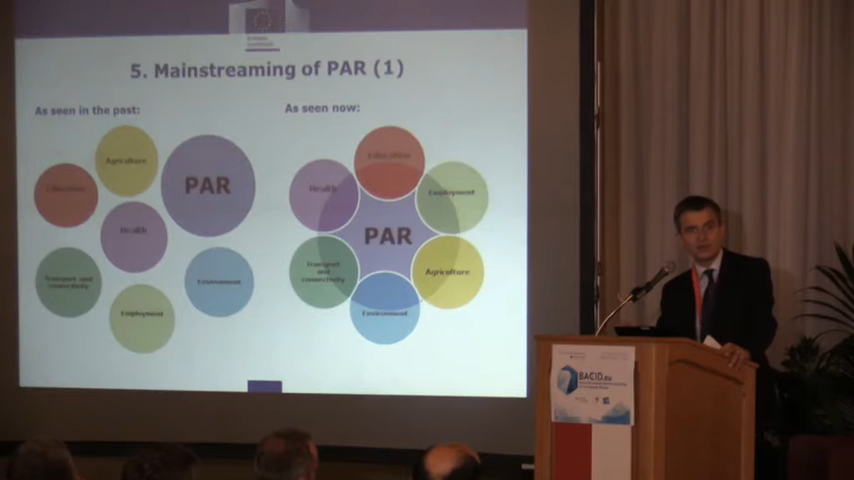 5. Mainstreaming of PAR (1)
As seen in the past:
As seen now:
Agriculture
Education
PAR
Health
Transport and
connectivity
Environment
Employment
Education
Health
Employment
PAR
Transport
and
connectivity
Agriculture
Environment
BACID.eu